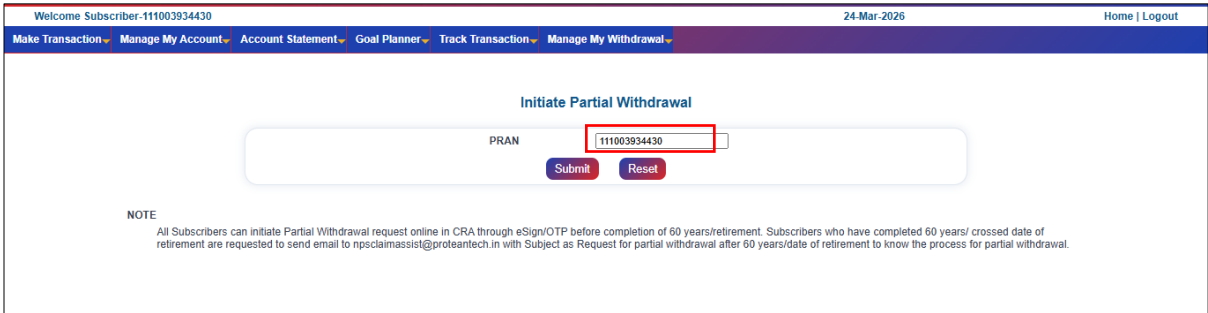 Welcome Subscriber-111003934430 24-Mar-2026 Home | Logout
Make Transaction Manage My Account Account Statement Goal Planner Track Transaction Manage My Withdrawal
Initiate Partial Withdrawal
PRAN 111003934430
Submit Reset
NOTE
All Subscribers can initiate Partial Withdrawal request online in CRA through eSign/OTP before completion of 60 years/retirement. Subscribers who have completed 60 years/ crossed date of
retirement are requested to send email to npsclaimassist@proteantech.in with Subject as Request for partial withdrawal after 60 years/date of retirement to know the process for partial withdrawal.